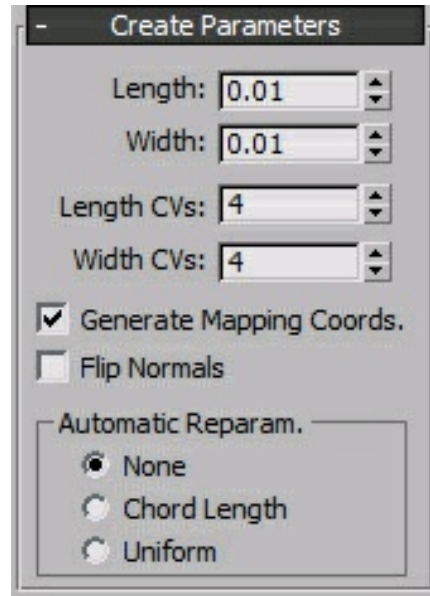 - Create Parameters
Length: 0.01
Width: 0.01
Length CVs: 4
Width CVs: 4
Generate Mapping Coords.
Flip Normals
Automatic Reparam.
None
Chord Length
Uniform